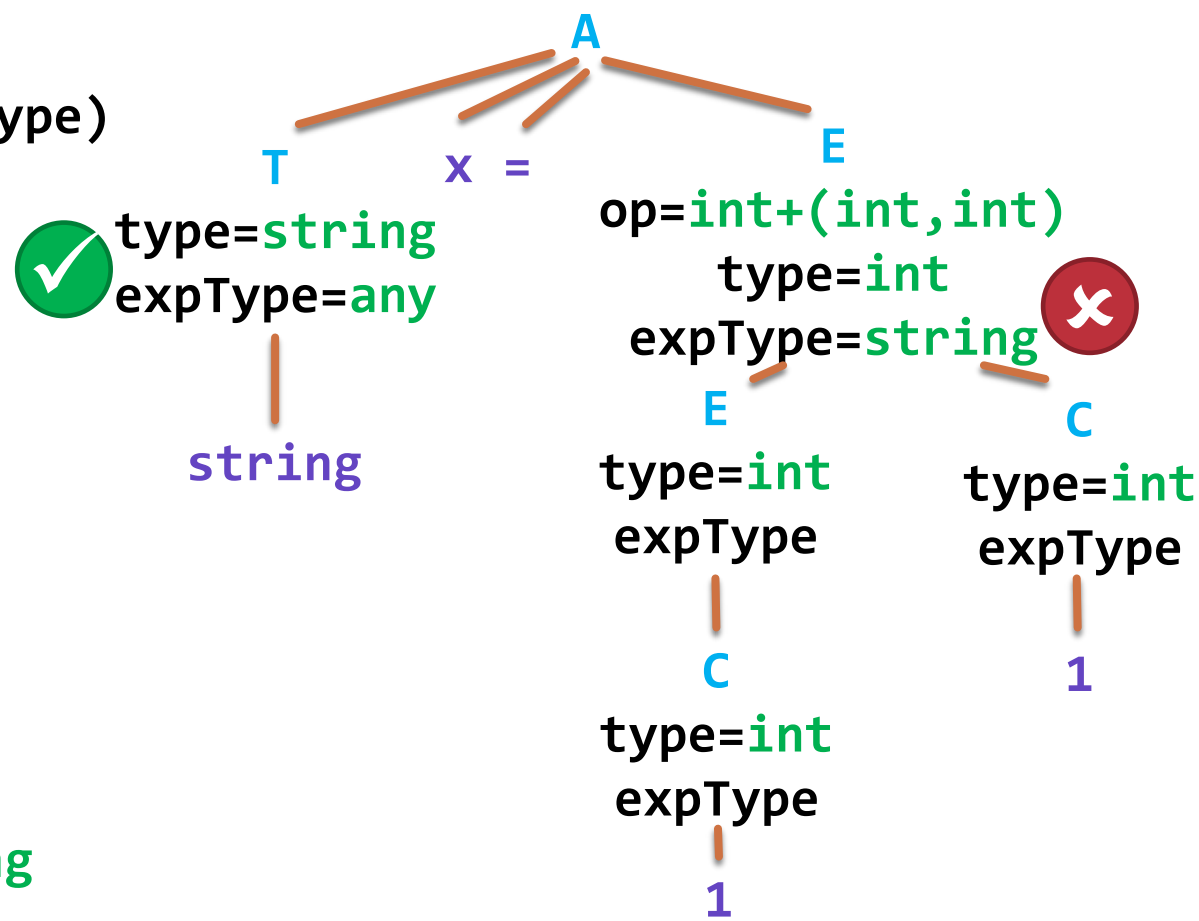 A
ype)
T
x =
E
type=string
expType=any
op=int+(int,int)
type=int
expType=string
string
E
type=int
expType
C
type=int
expType
C
type=int
expType
1
1
g